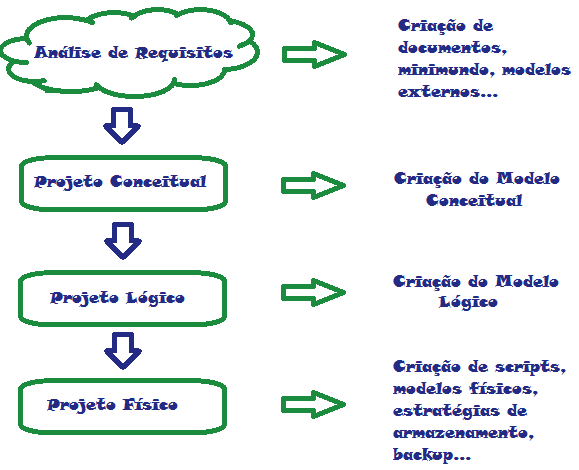 Análise de Requisitos
Criação de
documentos,
minimundo, modelos
externos...
Projeto Conceitual
Criação do Modelo
Conceitual
Projeto Lógico
Criação do Modelo
Lógico
Projeto Físico
Criação de scripts,
modelos físicos,
estratégias de
armazenamento,
backup...